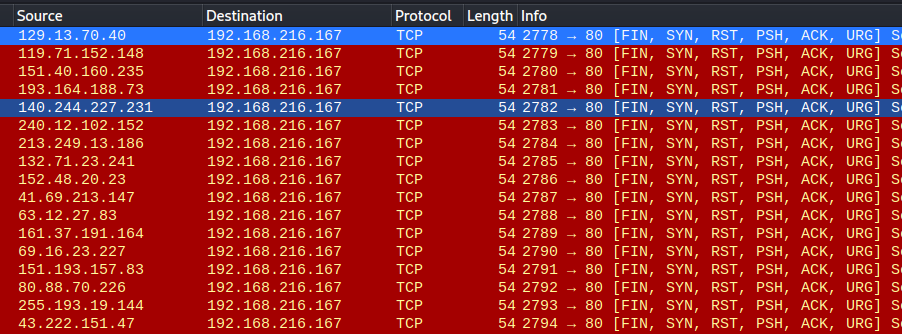 Source Destination Protocol Length Info
129.13.70.40 192.168.216.167 TCP 54 2778 → 80 [FIN, SYN, RST, PSH, ACK, URG] Se
119.71.152.148 192.168.216.167 TCP 54 2779 → 80 [FIN, SYN, RST, PSH, ACK, URG] Se
151.40.160.235 192.168.216.167 TCP 54 2780 → 80 [FIN, SYN, RST, PSH, ACK, URG] Se
193.164.188.73 192.168.216.167 TCP 54 2781 → 80 [FIN, SYN, RST, PSH, ACK, URG] Se
140.244.227.231 192.168.216.167 TCP 54 2782 → 80 [FIN, SYN, RST, PSH, ACK, URG] Se
240.12.102.152 192.168.216.167 TCP 54 2783 → 80 [FIN, SYN, RST, PSH, ACK, URG] Se
213.249.13.186 192.168.216.167 TCP 54 2784 → 80 [FIN, SYN, RST, PSH, ACK, URG] Se
132.71.23.241 192.168.216.167 TCP 54 2785 → 80 [FIN, SYN, RST, PSH, ACK, URG] Se
152.48.20.23 192.168.216.167 TCP 54 2786 → 80 [FIN, SYN, RST, PSH, ACK, URG] Se
41.69.213.147 192.168.216.167 TCP 54 2787 → 80 [FIN, SYN, RST, PSH, ACK, URG] Se
63.12.27.83 192.168.216.167 TCP 54 2788 → 80 [FIN, SYN, RST, PSH, ACK, URG] Se
161.37.191.164 192.168.216.167 TCP 54 2789 → 80 [FIN, SYN, RST, PSH, ACK, URG] Se
69.16.23.227 192.168.216.167 TCP 54 2790 → 80 [FIN, SYN, RST, PSH, ACK, URG] Se
151.193.157.83 192.168.216.167 TCP 54 2791 → 80 [FIN, SYN, RST, PSH, ACK, URG] Se
80.88.70.226 192.168.216.167 TCP 54 2792 → 80 [FIN, SYN, RST, PSH, ACK, URG] Se
255.193.19.144 192.168.216.167 TCP 54 2793 → 80 [FIN, SYN, RST, PSH, ACK, URG] Se
43.222.151.47 192.168.216.167 TCP 54 2794 → 80 [FIN, SYN, RST, PSH, ACK, URG] Se